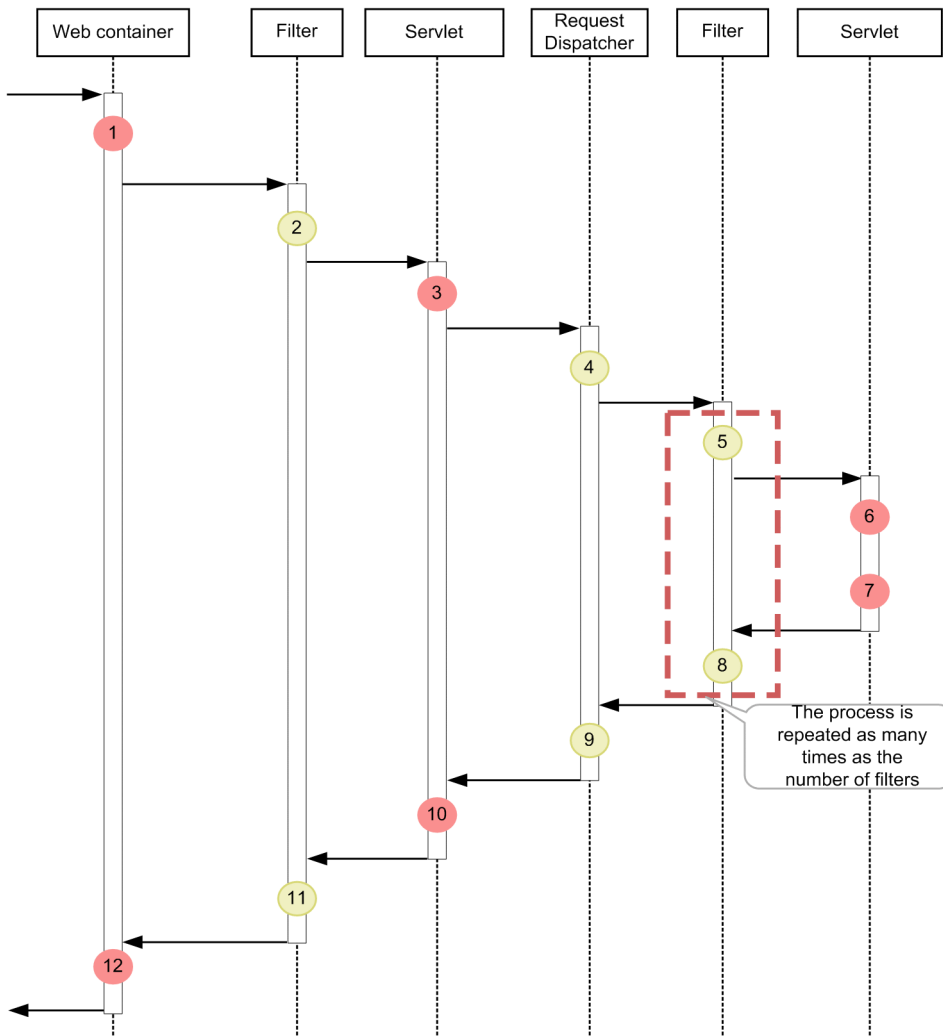 Web container
Filter
Servlet
Request
Dispatcher
Filter
Servlet
1
2
3
4
5
6
7
8
The process is
repeated as many
times as the
number of filters
9
10
11
12